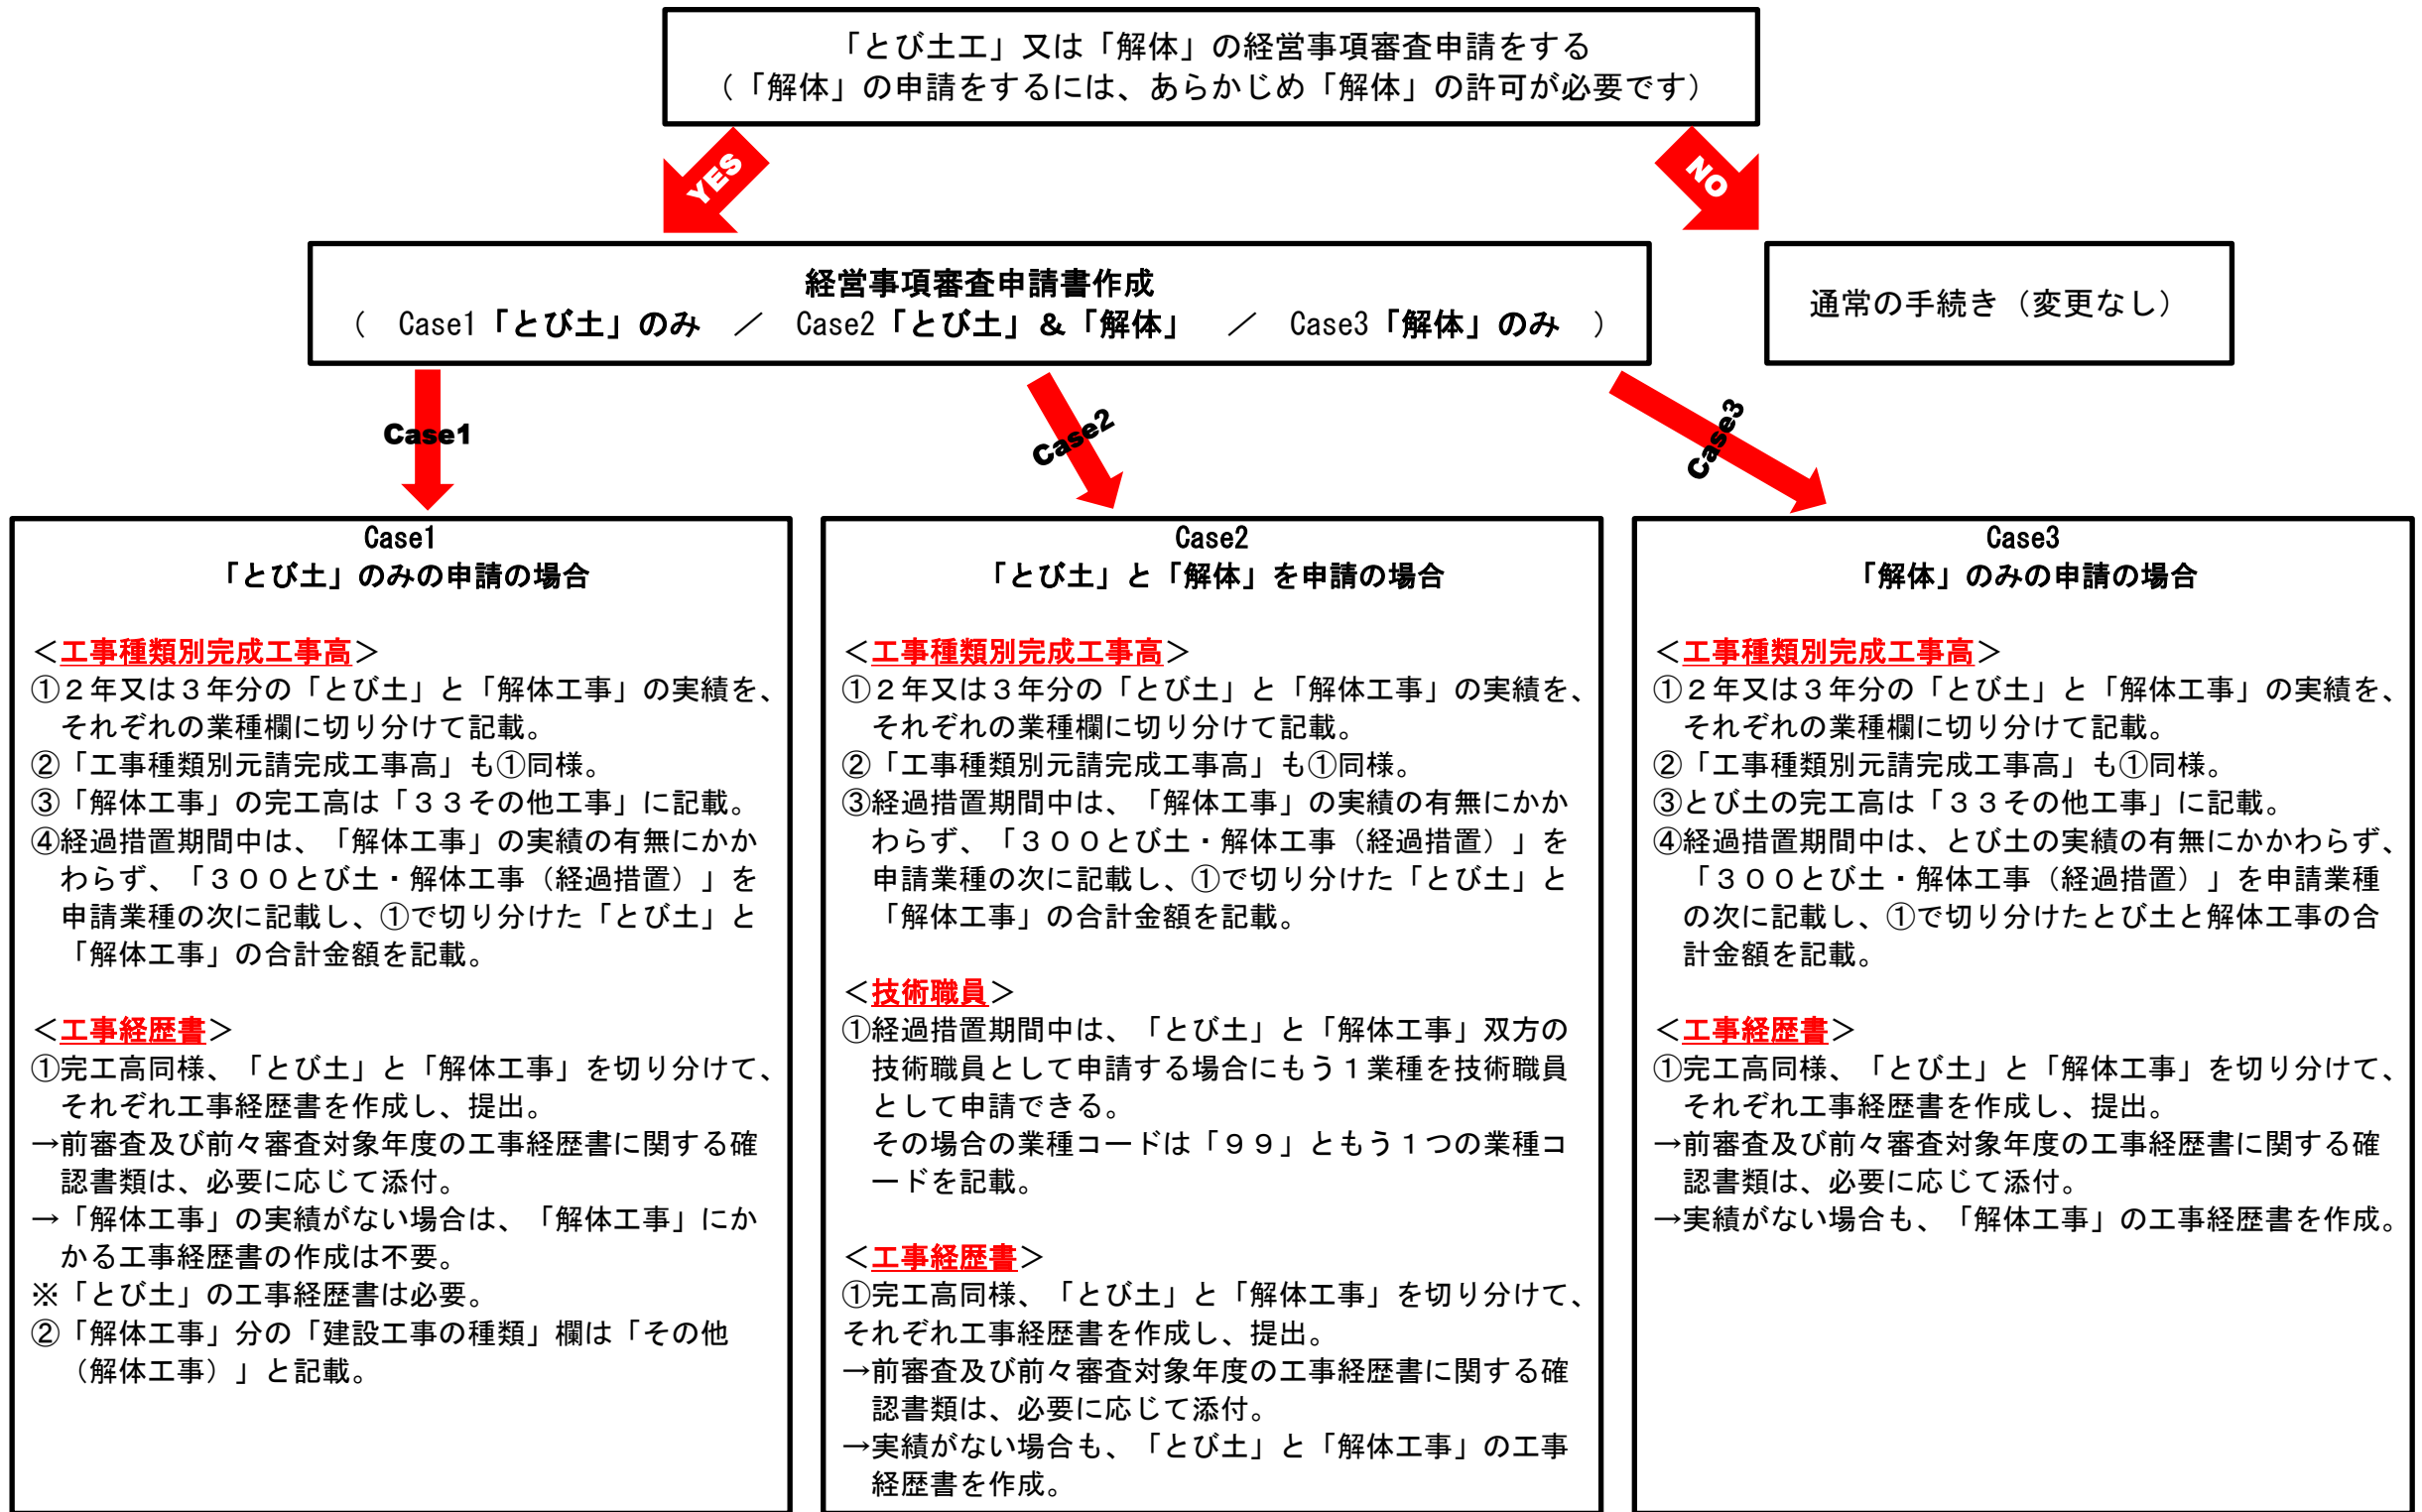 「とび土工」又は「解体」の経営事項審査申請をする
（「解体」の申請をするには、あらかじめ「解体」の許可が必要です）
YES
NO
経営事項審査申請書作成
（　Case1「とび土」のみ　／　Case2「とび土」＆「解体」　／　Case3「解体」のみ　）
通常の手続き（変更なし）
Case1
Case2
Case3
Case1
「とび土」のみの申請の場合
＜工事種類別完成工事高＞
①２年又は３年分の「とび土」と「解体工事」の実績を、
それぞれの業種欄に切り分けて記載。
②「工事種類別元請完成工事高」も①同様。
③「解体工事」の完工高は「３３その他工事」に記載。
④経過措置期間中は、「解体工事」の実績の有無にかか
わらず、「３００とび土・解体工事（経過措置）」を
申請業種の次に記載し、①で切り分けた「とび土」と
「解体工事」の合計金額を記載。
＜工事経歴書＞
①完工高同様、「とび土」と「解体工事」を切り分けて、
それぞれ工事経歴書を作成し、提出。
→前審査及び前々審査対象年度の工事経歴書に関する確
認書類は、必要に応じて添付。
→「解体工事」の実績がない場合は、「解体工事」にか
かる工事経歴書の作成は不要。
※「とび土」の工事経歴書は必要。
②「解体工事」分の「建設工事の種類」欄は「その他
（解体工事）」と記載。
Case2
「とび土」と「解体」を申請の場合
＜工事種類別完成工事高＞
①２年又は３年分の「とび土」と「解体工事」の実績を、
それぞれの業種欄に切り分けて記載。
②「工事種類別元請完成工事高」も①同様。
③経過措置期間中は、「解体工事」の実績の有無にかか
わらず、「３００とび土・解体工事（経過措置）」を
申請業種の次に記載し、①で切り分けた「とび土」と
「解体工事」の合計金額を記載。
＜技術職員＞
①経過措置期間中は、「とび土」と「解体工事」双方の
技術職員として申請する場合にもう１業種を技術職員
として申請できる。
その場合の業種コードは「９９」ともう１つの業種コ
ードを記載。
＜工事経歴書＞
①完工高同様、「とび土」と「解体工事」を切り分けて、
それぞれ工事経歴書を作成し、提出。
→前審査及び前々審査対象年度の工事経歴書に関する確
認書類は、必要に応じて添付。
→実績がない場合も、「とび土」と「解体工事」の工事
経歴書を作成。
Case3
「解体」のみの申請の場合
＜工事種類別完成工事高＞
①２年又は３年分の「とび土」と「解体工事」の実績を、
それぞれの業種欄に切り分けて記載。
②「工事種類別元請完成工事高」も①同様。
③とび土の完工高は「３３その他工事」に記載。
④経過措置期間中は、とび土の実績の有無にかかわらず、
「３００とび土・解体工事（経過措置）」を申請業種
の次に記載し、①で切り分けたとび土と解体工事の合
計金額を記載。
＜工事経歴書＞
①完工高同様、「とび土」と「解体工事」を切り分けて、
それぞれ工事経歴書を作成し、提出。
→前審査及び前々審査対象年度の工事経歴書に関する確
認書類は、必要に応じて添付。
→実績がない場合も、「解体工事」の工事経歴書を作成。